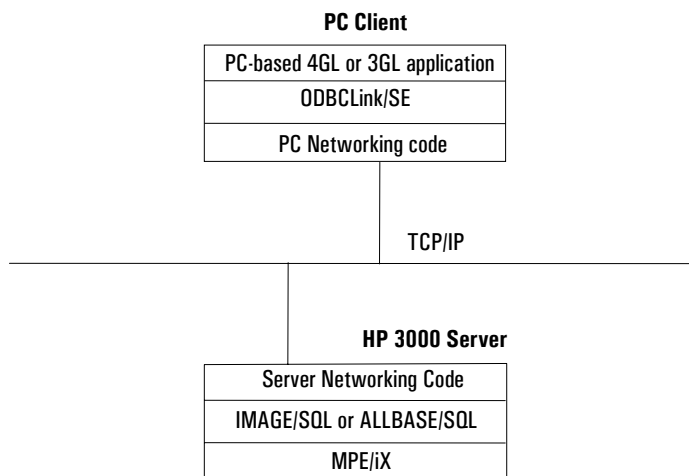 PC Client
PC-based 4GL or 3GL application
ODBCLink/SE
PC Networking code
TCP/IP
HP 3000 Server
Server Networking Code
IMAGE/SQL or ALLBASE/SQL
MPE/iX